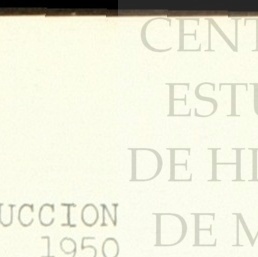 CENT
ESTU
DE HI
DE M
UCCION
1950